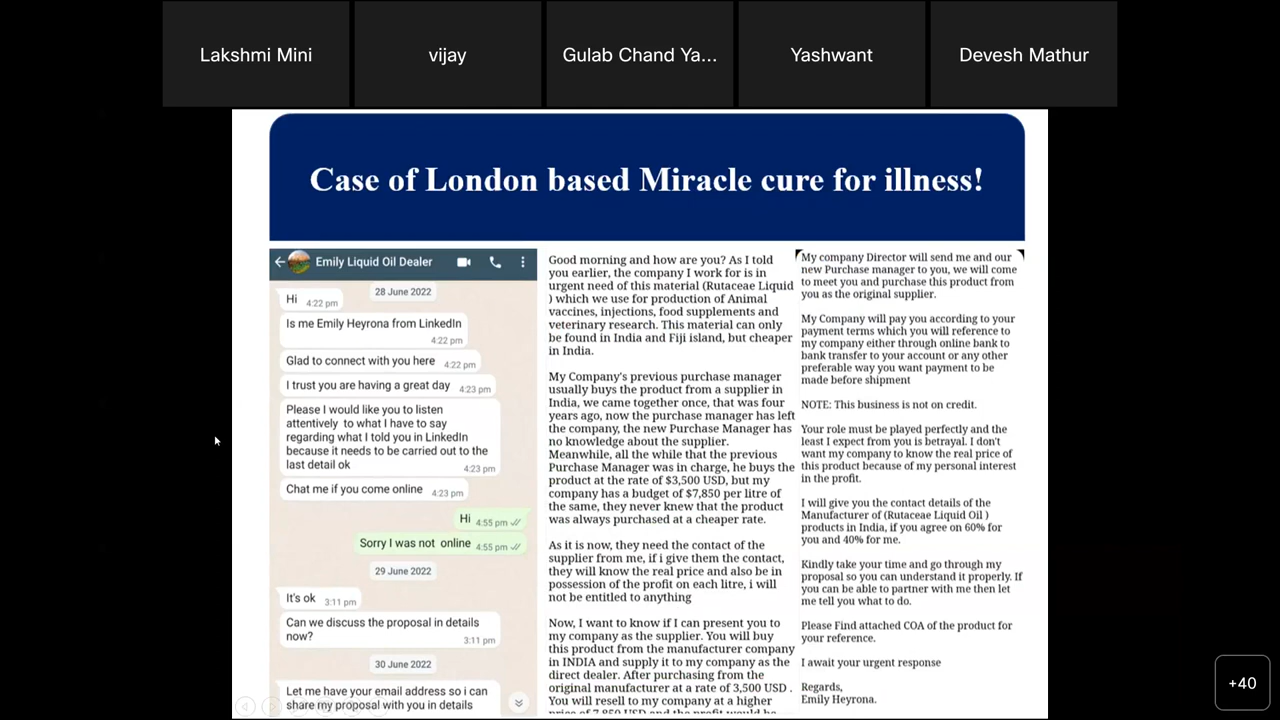 Lakshmi Mini
vijay
Gulab Chand Ya...
Yashwant
Devesh Mathur
Case of London based Miracle cure for illness!
Emily Liquid Oil Dealer
28 June 2022
Hi 4:22 pm
Is me Emily Heyrona from LinkedIn
4:22 pm
Glad to connect with you here 4:22 pm
I trust you are having a great day 4:23 pm
Please I would like you to listen
attentively to what I have to say
regarding what I told you in LinkedIn
because it needs to be carried out to the
last detail ok 4:23 pm
Chat me if you come online 4:23 pm
Hi 4:55 pm
Sorry I was not online 4:55 pm
29 June 2022
It's ok 3:11 pm
Can we discuss the proposal in details
now? 3:11 pm
30 June 2022
Let me have your email address so i can
share my proposal with you in details
Good morning and how are you? As I told
you earlier, the company I work for is in
urgent need of this material (Rutaceae Liquid
) which we use for production of Animal
vaccines, injections, food supplements and
veterinary research. This material can only
be found in India and Fiji island, but cheaper
in India.
My Company's previous purchase manager
usually buys the product from a supplier in
India, we came together once, that was four
years ago, now the purchase manager has left
the company, the new Purchase Manager has
no knowledge about the supplier.
Meanwhile, all the while that the previous
Purchase Manager was in charge, he buys the
product at the rate of $3,500 USD, but my
company has a budget of $7,850 per litre of
the same, they never knew that the product
was always purchased at a cheaper rate.
As it is now, they need the contact of the
supplier from me, if i give them the contact,
they will know the real price and also be in
possession of the profit on each litre, i will
not be entitled to anything
Now, I want to know if I can present you to
my company as the supplier. You will buy
this product from the manufacturer company
in INDIA and supply it to my company as the
direct dealer. After purchasing from the
original manufacturer at a rate of 3,500 USD .
You will resell to my company at a higher
price of 7,850 USD and the profit would be
My company Director will send me and our
new Purchase manager to you, we will come
to meet you and purchase this product from
you as the original supplier.
My Company will pay you according to your
payment terms which you will reference to
my company either through online bank to
bank transfer to your account or any other
preferable way you want payment to be
made before shipment
NOTE: This business is not on credit.
Your role must be played perfectly and the
least I expect from you is betrayal. I don't
want my company to know the real price of
this product because of my personal interest
in the profit.
I will give you the contact details of the
Manufacturer of (Rutaceae Liquid Oil )
products in India, if you agree on 60% for
you and 40% for me.
Kindly take your time and go through my
proposal so you can understand it properly. If
you can be able to partner with me then let
me tell you what to do.
Please Find attached COA of the product for
your reference.
I await your urgent response
Regards,
Emily Heyrona.
+40